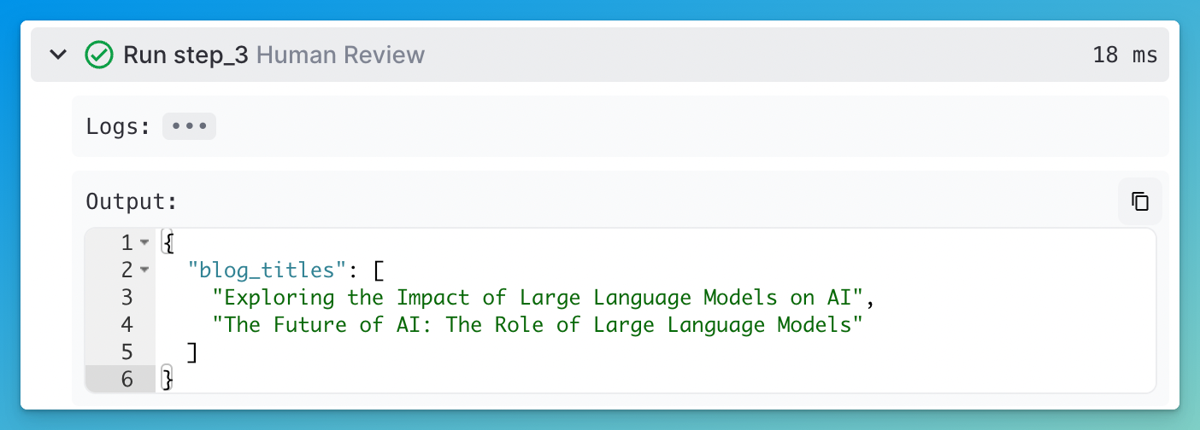 Run step_3 Human Review 18 ms
Logs: •••
Output:
1 {
2 "blog_titles": [
3 "Exploring the Impact of Large Language Models on AI",
4 "The Future of AI: The Role of Large Language Models"
5 ]
6 }